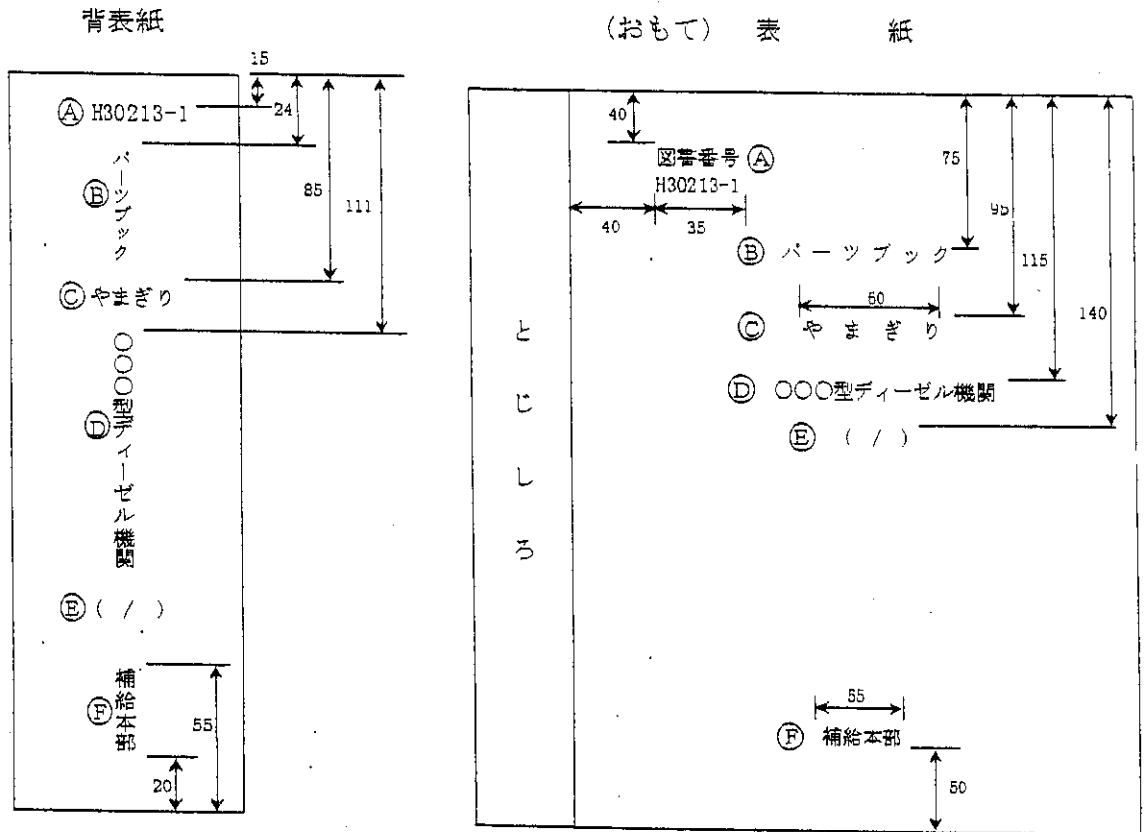 背表紙
15
Ⓐ H30213-1
24
Ⓑ パーツブック
85
111
Ⓒ やまぎり
Ⓓ ○○○型ディーゼル機関
Ⓔ ( / )
Ⓕ 補給本部
55
20
(おもて) 表 紙
40
図書番号 Ⓐ
H30213-1
40
35
75
95
115
140
Ⓑ パーツブック
60
Ⓒ やまぎり
Ⓓ ○○○型ディーゼル機関
Ⓔ ( / )
とじしろ
55
Ⓕ 補給本部
50